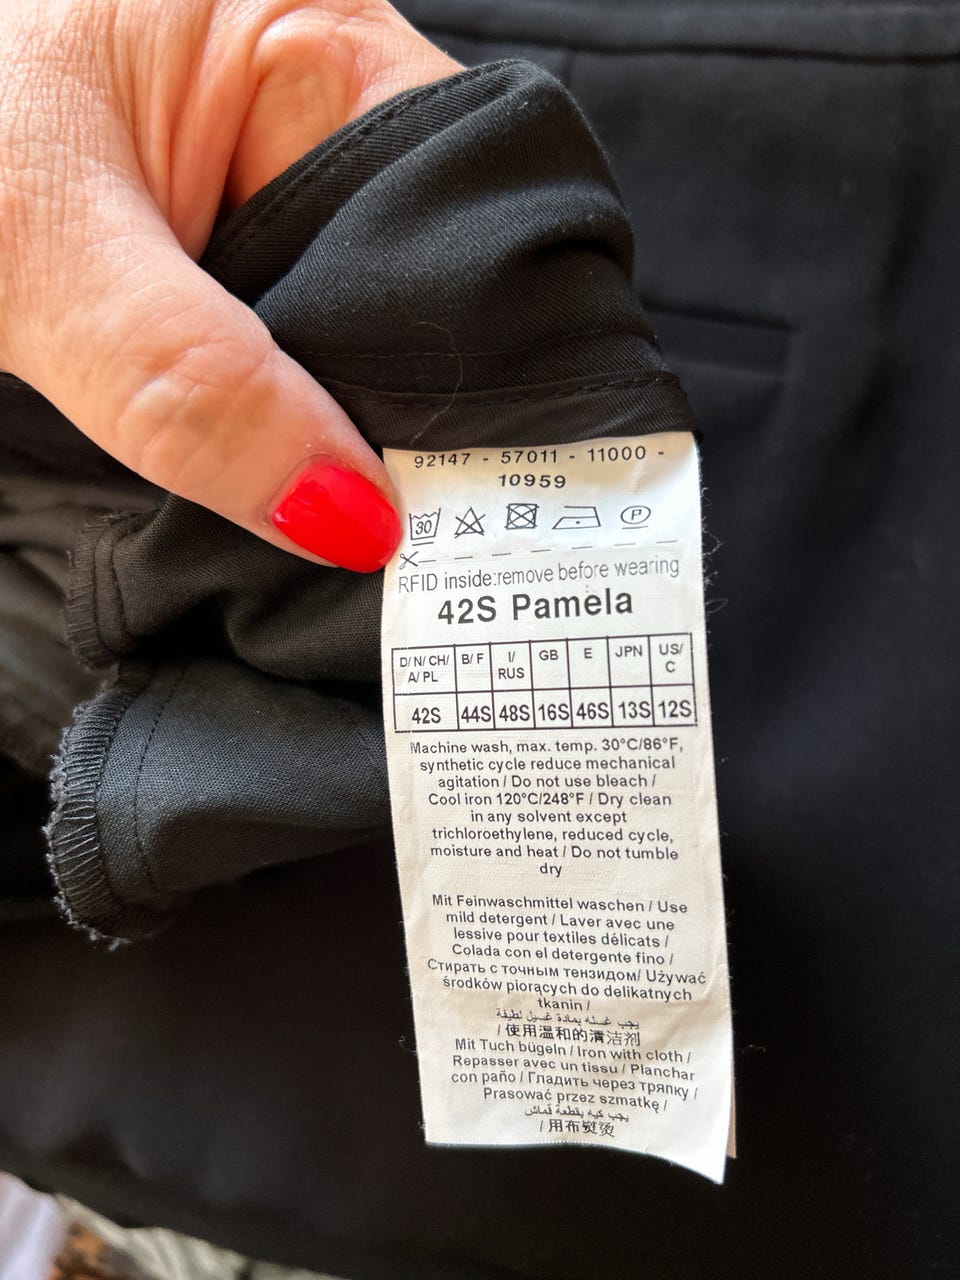 92147 - 57011 - 11000 -
10959
30 P
RFID inside:remove before wearing
42S Pamela
D/ N/ CH/ A/ PL B/ F I/ RUS GB E JPN US/ C
42S 44S 48S 16S 46S 13S 12S
Machine wash, max. temp. 30°C/86°F,
synthetic cycle reduce mechanical
agitation / Do not use bleach /
Cool iron 120°C/248°F / Dry clean
in any solvent except
trichloroethylene, reduced cycle,
moisture and heat / Do not tumble
dry
Mit Feinwaschmittel waschen / Use
mild detergent / Laver avec une
lessive pour textiles délicats /
Colada con el detergente fino /
Стирать с точным тензидом/ Używać
środków piorących do delikatnych
tkanin /
يجب غسله بمادة غسيل لطيفة
/ 使用温和的清洁剂
Mit Tuch bügeln / Iron with cloth /
Repasser avec un tissu / Planchar
con paño / Гладить через тряпку /
Prasować przez szmatkę /
يجب كيه بقطعة قماش
/ 用布熨烫